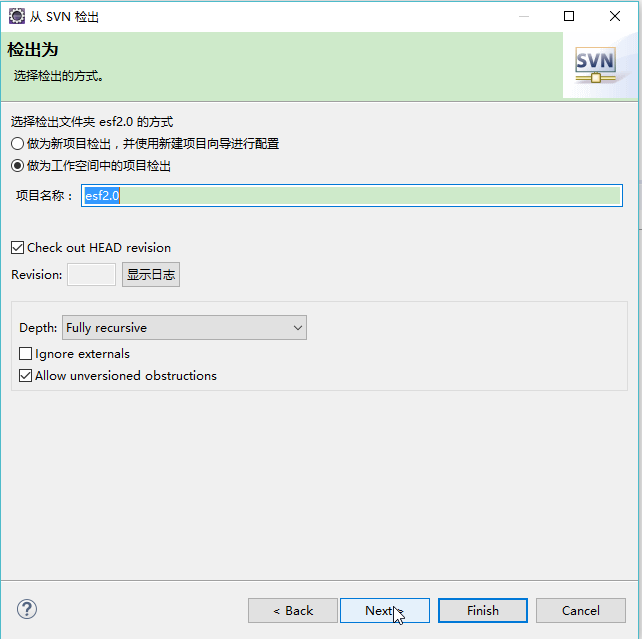 从 SVN 检出
检出为
选择检出的方式。
SVN
选择检出文件夹 esf2.0 的方式
做为新项目检出，并使用新建项目向导进行配置
做为工作空间中的项目检出
项目名称： esf2.0
Check out HEAD revision
Revision: 显示日志
Depth: Fully recursive
Ignore externals
Allow unversioned obstructions
? < Back Next > Finish Cancel